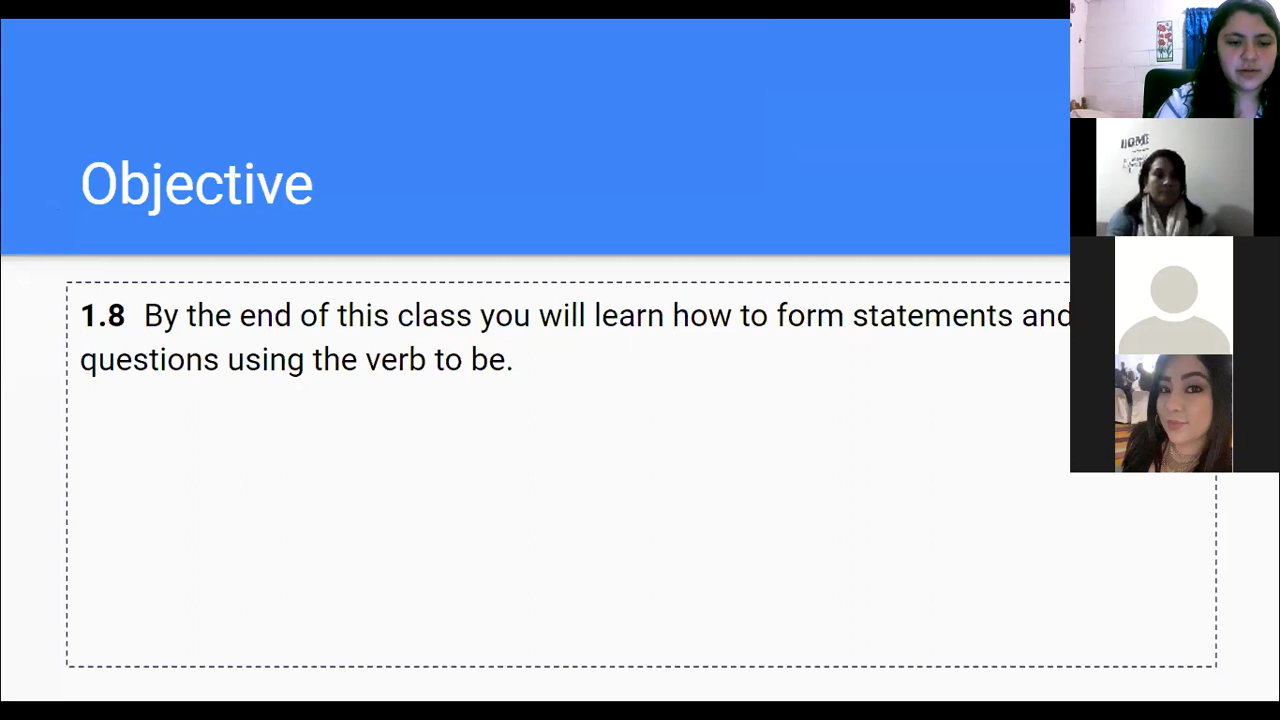 Objective
1.8 By the end of this class you will learn how to form statements and
questions using the verb to be.
HOME